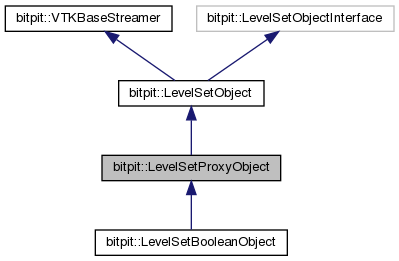 bitpit::VTKBaseStreamer
bitpit::LevelSetObjectInterface
bitpit::LevelSetObject
bitpit::LevelSetProxyObject
bitpit::LevelSetBooleanObject